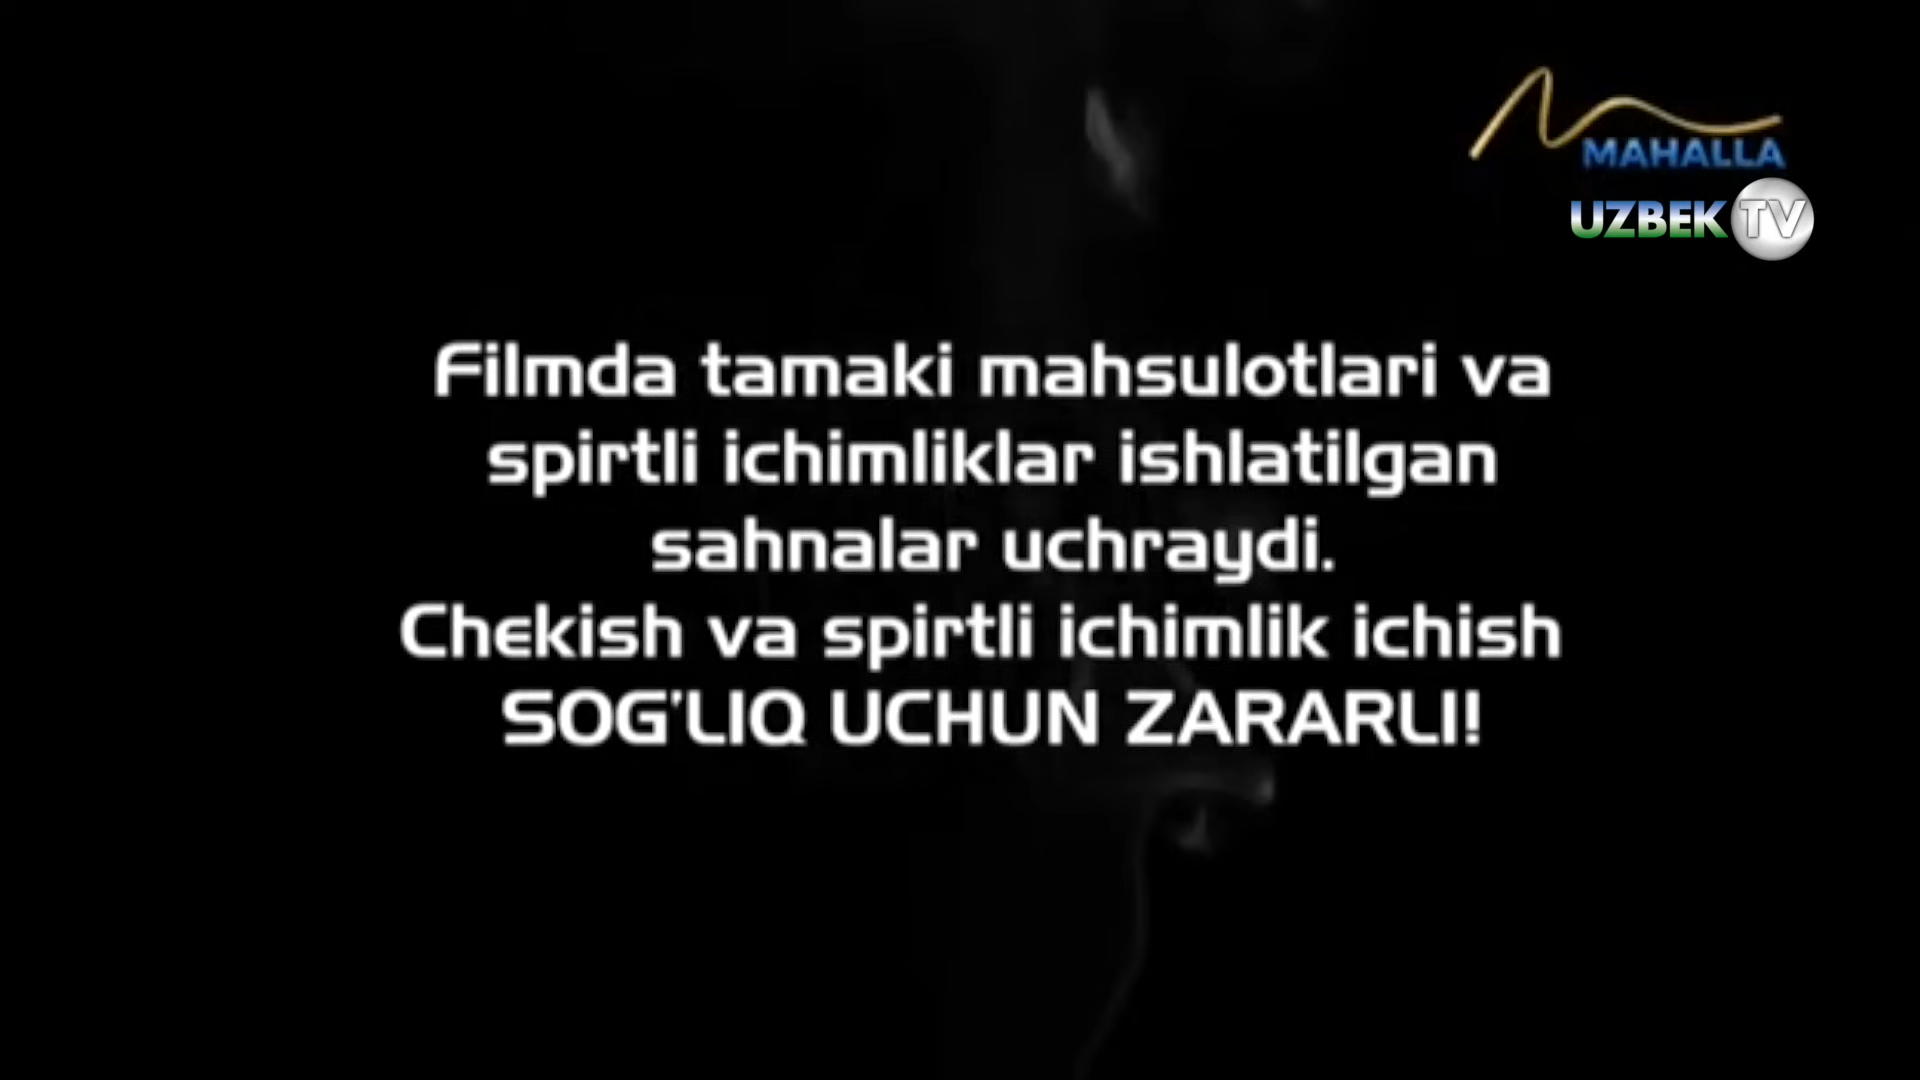 MAHALLA
UZBEK TV
Filmda tamaki mahsulotlari va
spirtli ichimliklar ishlatilgan
sahnalar uchraydi.
Chekish va spirtli ichimlik ichish
SOG'LIQ UCHUN ZARARLI!